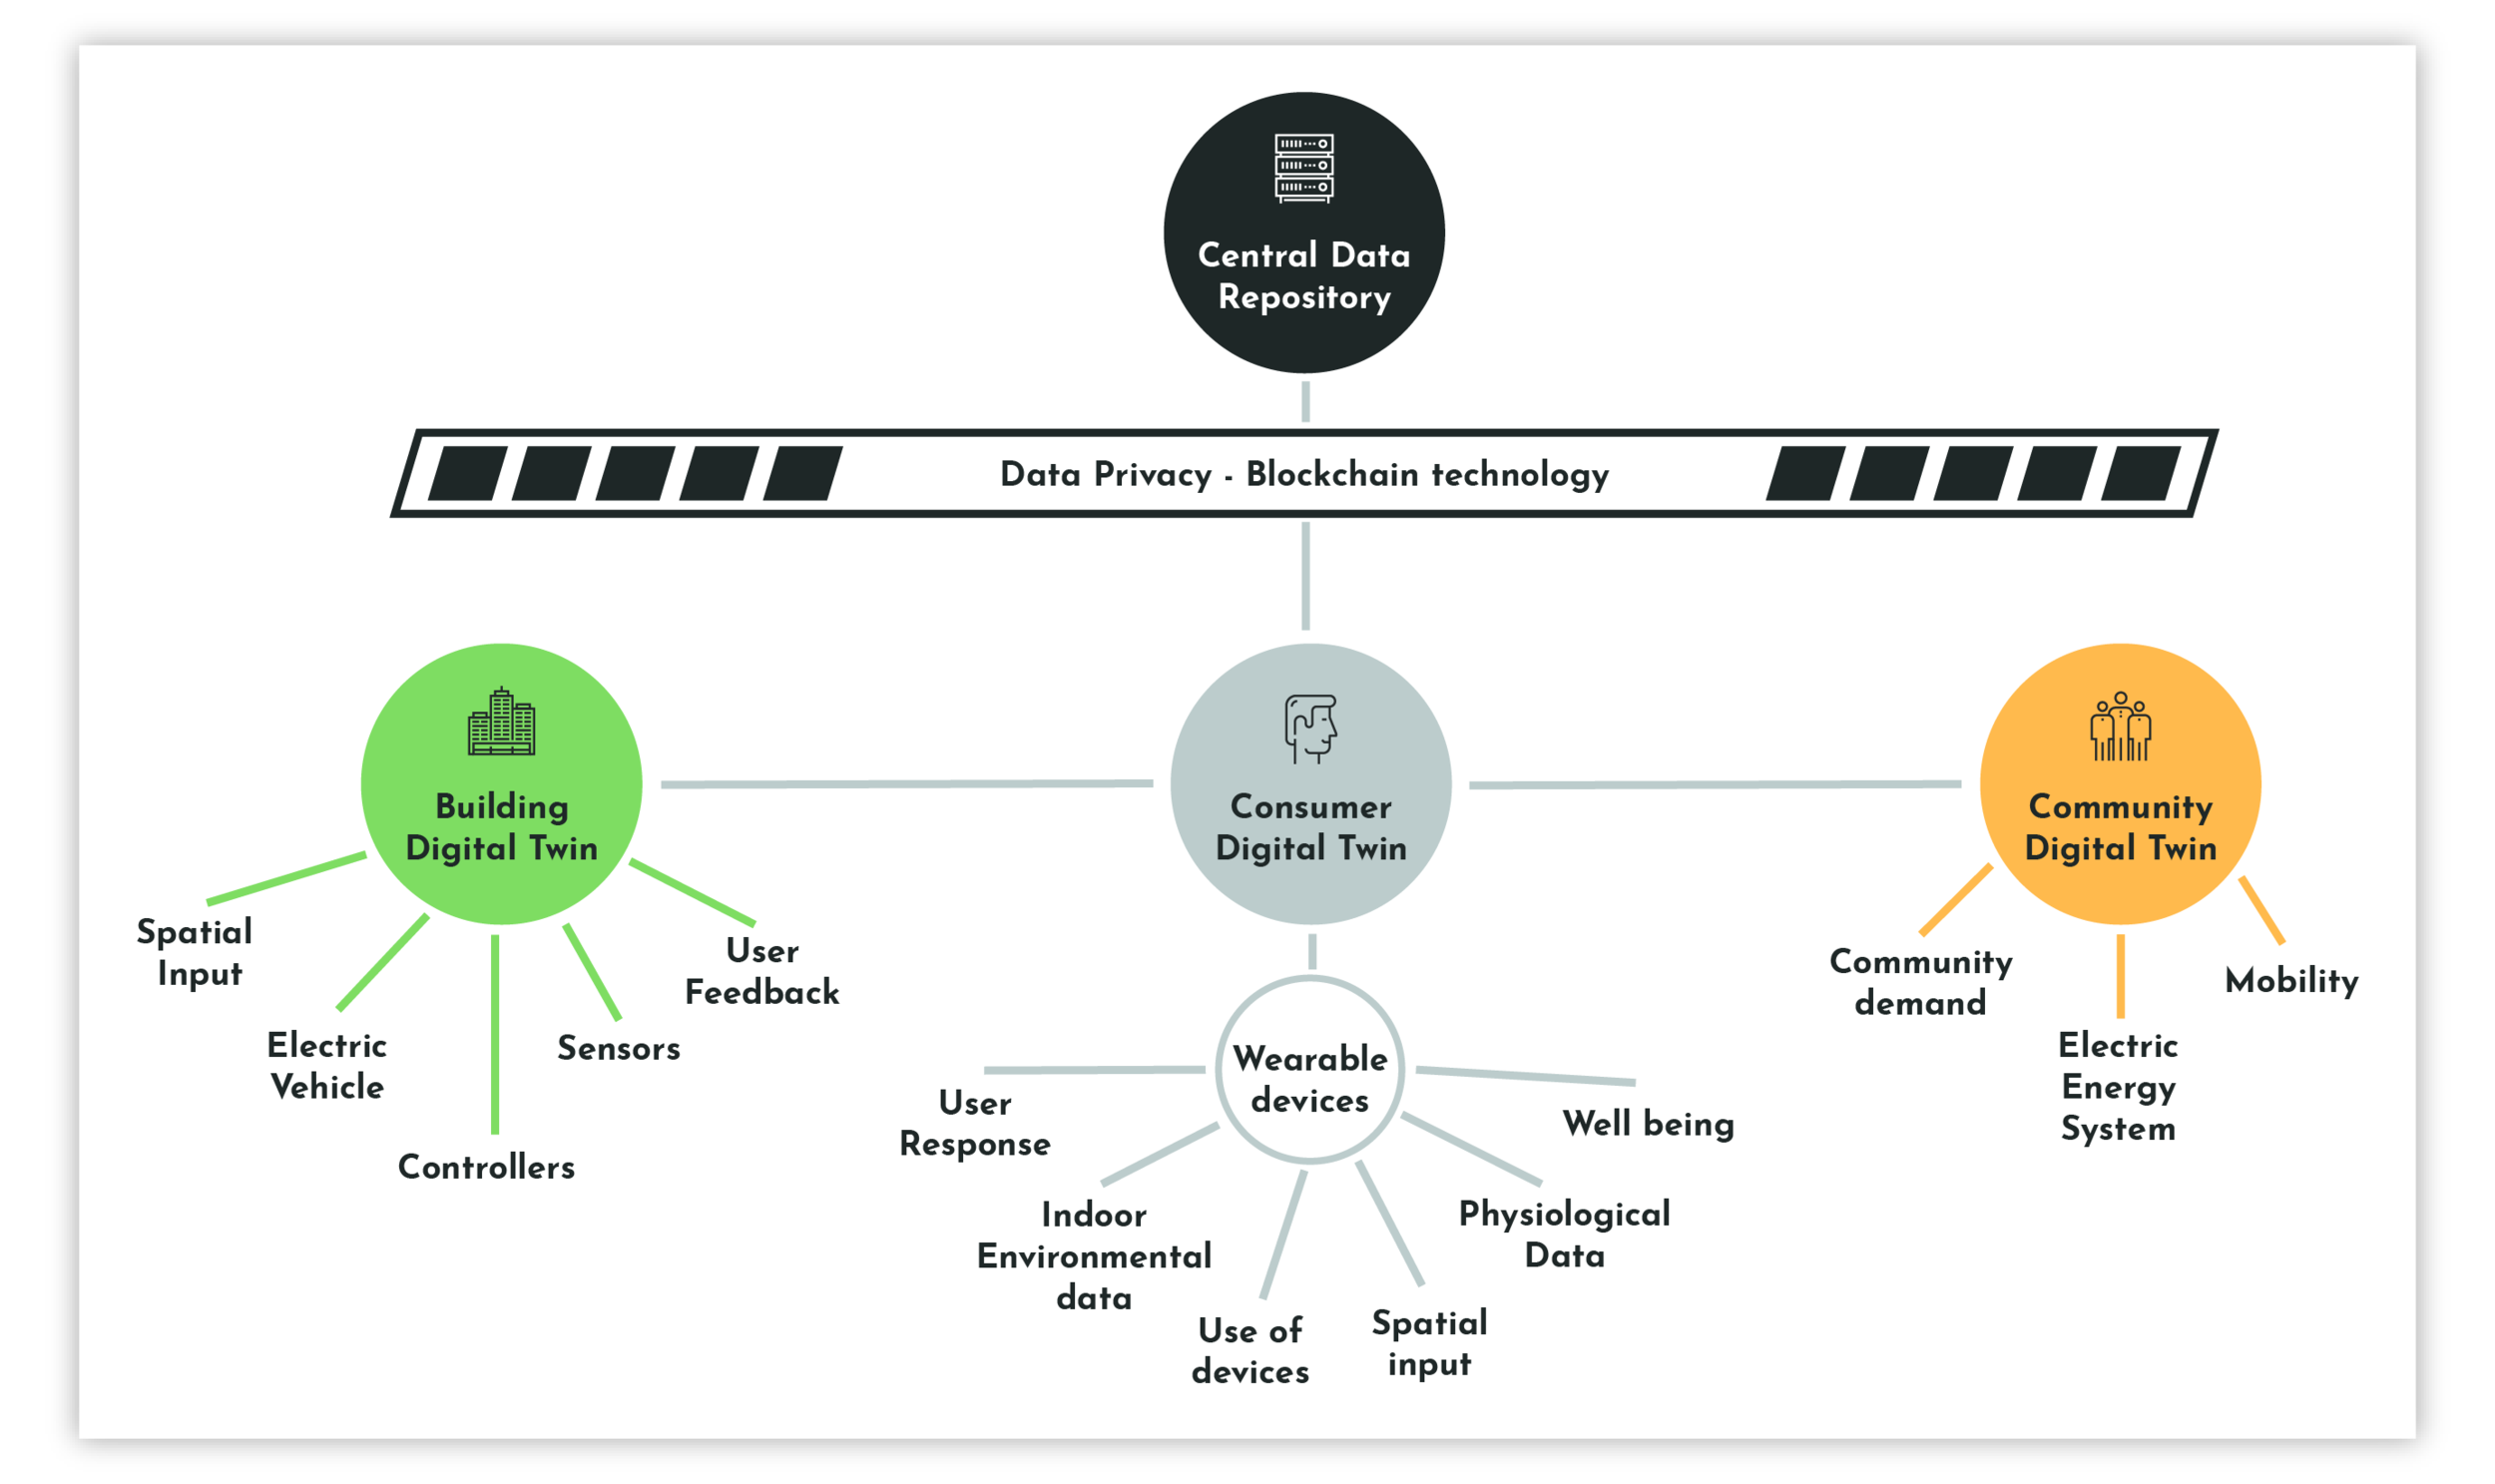 Central Data
Repository
Data Privacy - Blockchain technology
Building
Digital Twin
Consumer
Digital Twin
Community
Digital Twin
Spatial
Input
Electric
Vehicle
Controllers
Sensors
User
Feedback
Wearable
devices
User
Response
Indoor
Environmental
data
Use of
devices
Spatial
input
Physiological
Data
Well being
Community
demand
Electric
Energy
System
Mobility